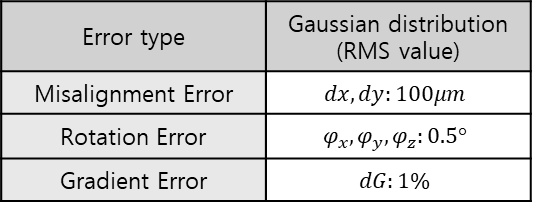 Error type
Gaussian distribution
(RMS value)
Misalignment Error
dx, dy: 100μm
Rotation Error
φx, φy, φz: 0.5°
Gradient Error
dG: 1%